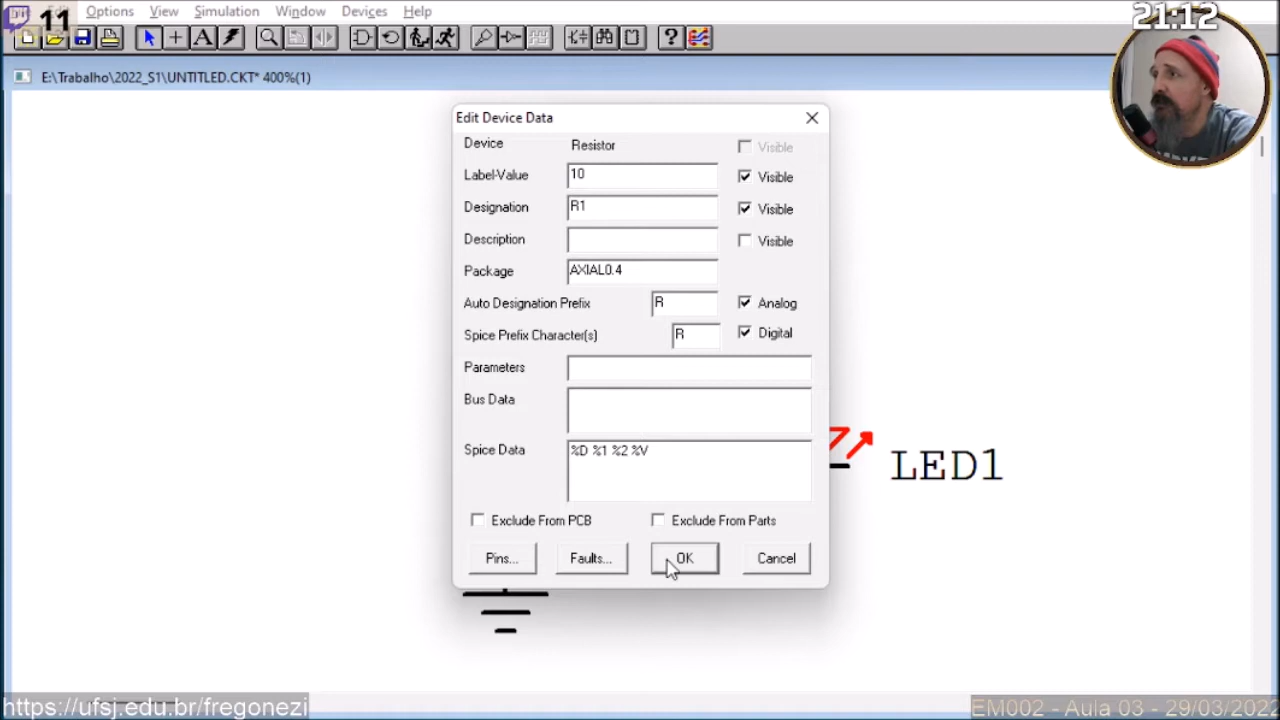 11
Options View Simulation Window Devices Help
21:12
E:\Trabalho\2022_S1\UNTITLED.CKT* 400%(1)
Edit Device Data
Device Resistor Visible
Label-Value 10 Visible
Designation R1 Visible
Description Visible
Package AXIAL0.4
Auto Designation Prefix R Analog
Spice Prefix Character(s) R Digital
Parameters
Bus Data
Spice Data %D %1 %2 %V
LED1
Exclude From PCB Exclude From Parts
Pins... Faults... OK Cancel
https://ufsj.edu.br/fregonezi
EM002 - Aula 03 - 29/03/2022